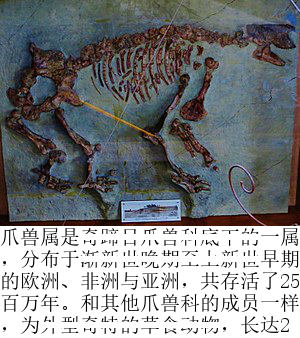 爪兽属是奇蹄目爪兽科底下的一属
，分布于渐新世晚期至上新世早期
的欧洲、非洲与亚洲，共存活了25
百万年。和其他爪兽科的成员一样
，为外型奇特的草食动物，长达2